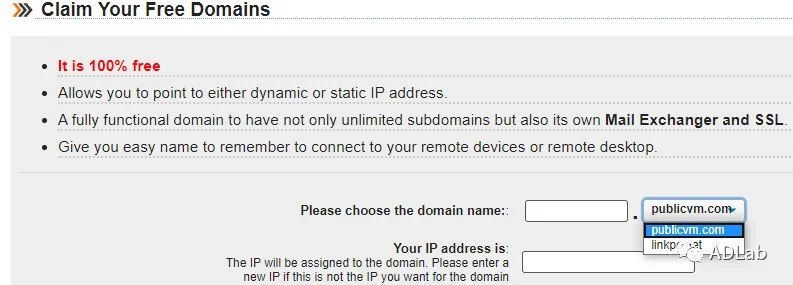 Claim Your Free Domains
It is 100% free
Allows you to point to either dynamic or static IP address.
A fully functional domain to have not only unlimited subdomains but also its own Mail Exchanger and SSL.
Give you easy name to remember to connect to your remote devices or remote desktop.
Please choose the domain name:: . publicvm.com
publicvm.com
Your IP address is:
The IP will be assigned to the domain. Please enter a
new IP if this is not the IP you want for the domain
ADLab